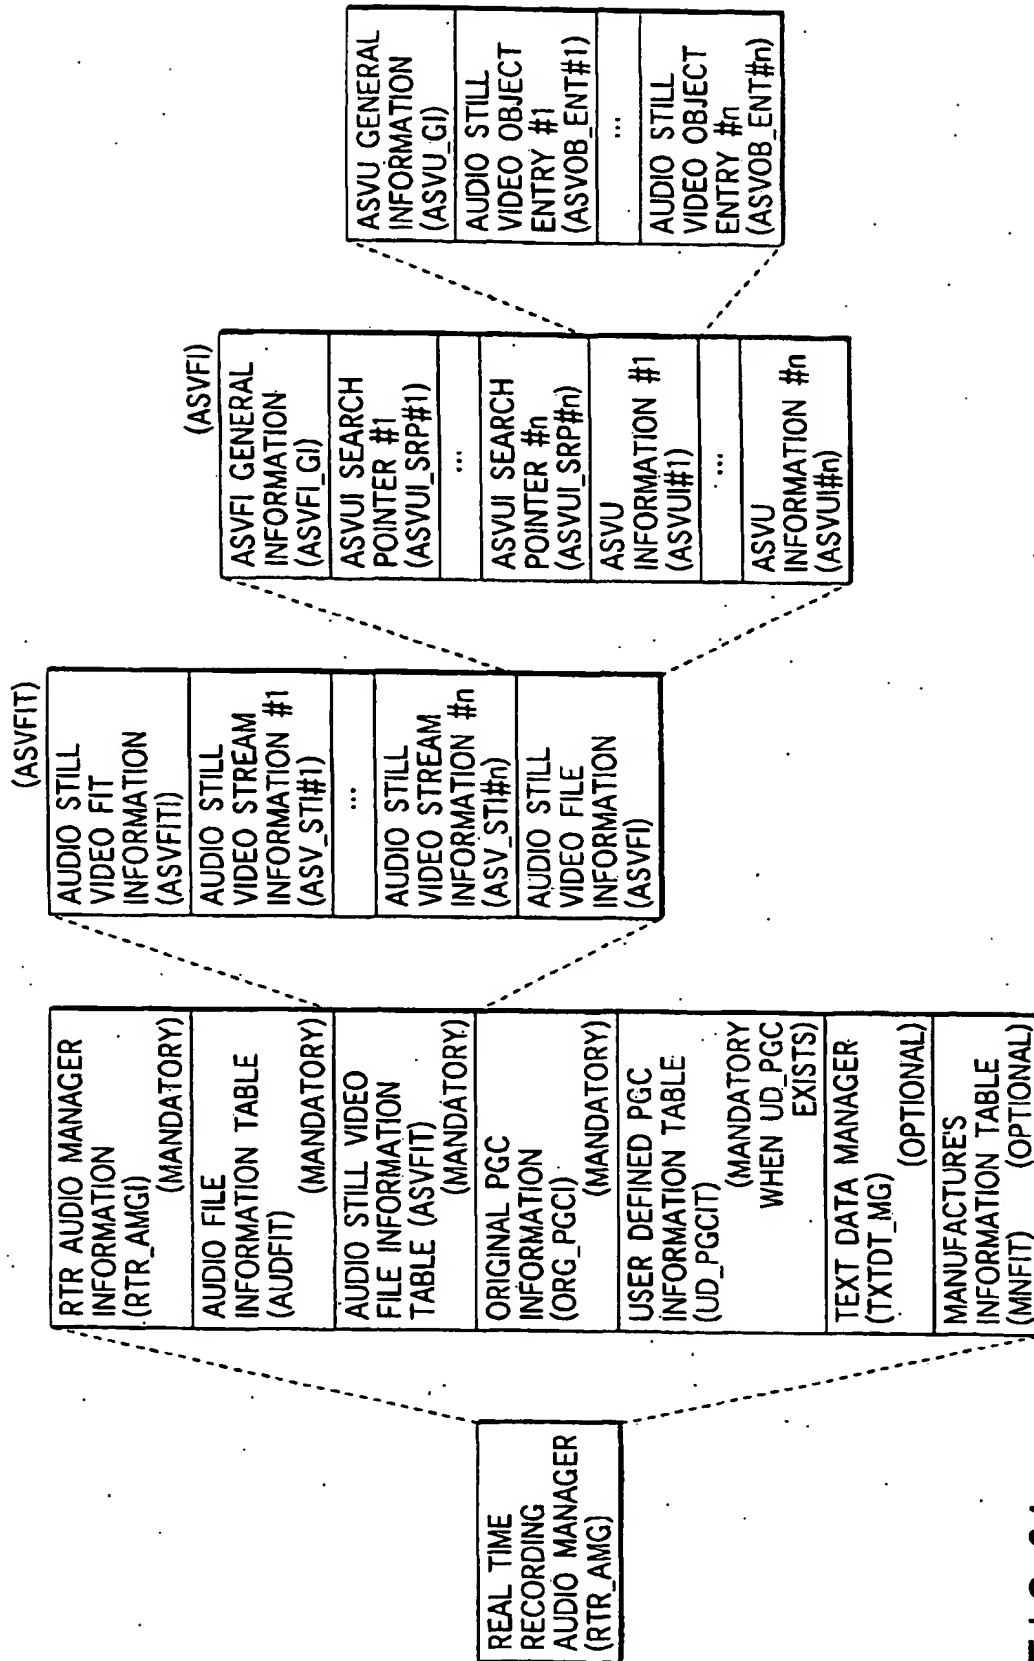 REAL TIME
RECORDING
AUDIO MANAGER
(RTR_AMG)
RTR AUDIO MANAGER
INFORMATION
(RTR_AMGI)
(MANDATORY)
AUDIO FILE
INFORMATION TABLE
(AUDFIT)
(MANDATORY)
AUDIO STILL VIDEO
FILE INFORMATION
TABLE (ASVFIT)
(MANDATORY)
ORIGINAL PGC
INFORMATION
(ORG_PGCI)
(MANDATORY)
USER DEFINED PGC
INFORMATION TABLE
(UD_PGCIT)
(MANDATORY
WHEN UD_PGC
EXISTS)
TEXT DATA MANAGER
(TXTDT_MG)
(OPTIONAL)
MANUFACTURES
INFORMATION TABLE
(MNFIT) (OPTIONAL)
(ASVFIT)
AUDIO STILL
VIDEO FIT
INFORMATION
(ASVFITI)
AUDIO STILL
VIDEO STREAM
INFORMATION #1
(ASV_STI#1)
...
AUDIO STILL
VIDEO STREAM
INFORMATION #n
(ASV_STI#n)
AUDIO STILL
VIDEO FILE
INFORMATION
(ASVFI)
(ASVFI)
ASVFI GENERAL
INFORMATION
(ASVFI_GI)
ASVUI SEARCH
POINTER #1
(ASVUI_SRP#1)
...
ASVUI SEARCH
POINTER #n
(ASVUI_SRP#n)
ASVU
INFORMATION #1
(ASVUI#1)
...
ASVU
INFORMATION #n
(ASVUI#n)
ASVU GENERAL
INFORMATION
(ASVU_GI)
AUDIO STILL
VIDEO OBJECT
ENTRY #1
(ASVOB_ENT#1)
...
AUDIO STILL
VIDEO OBJECT
ENTRY #n
(ASVOB_ENT#n)